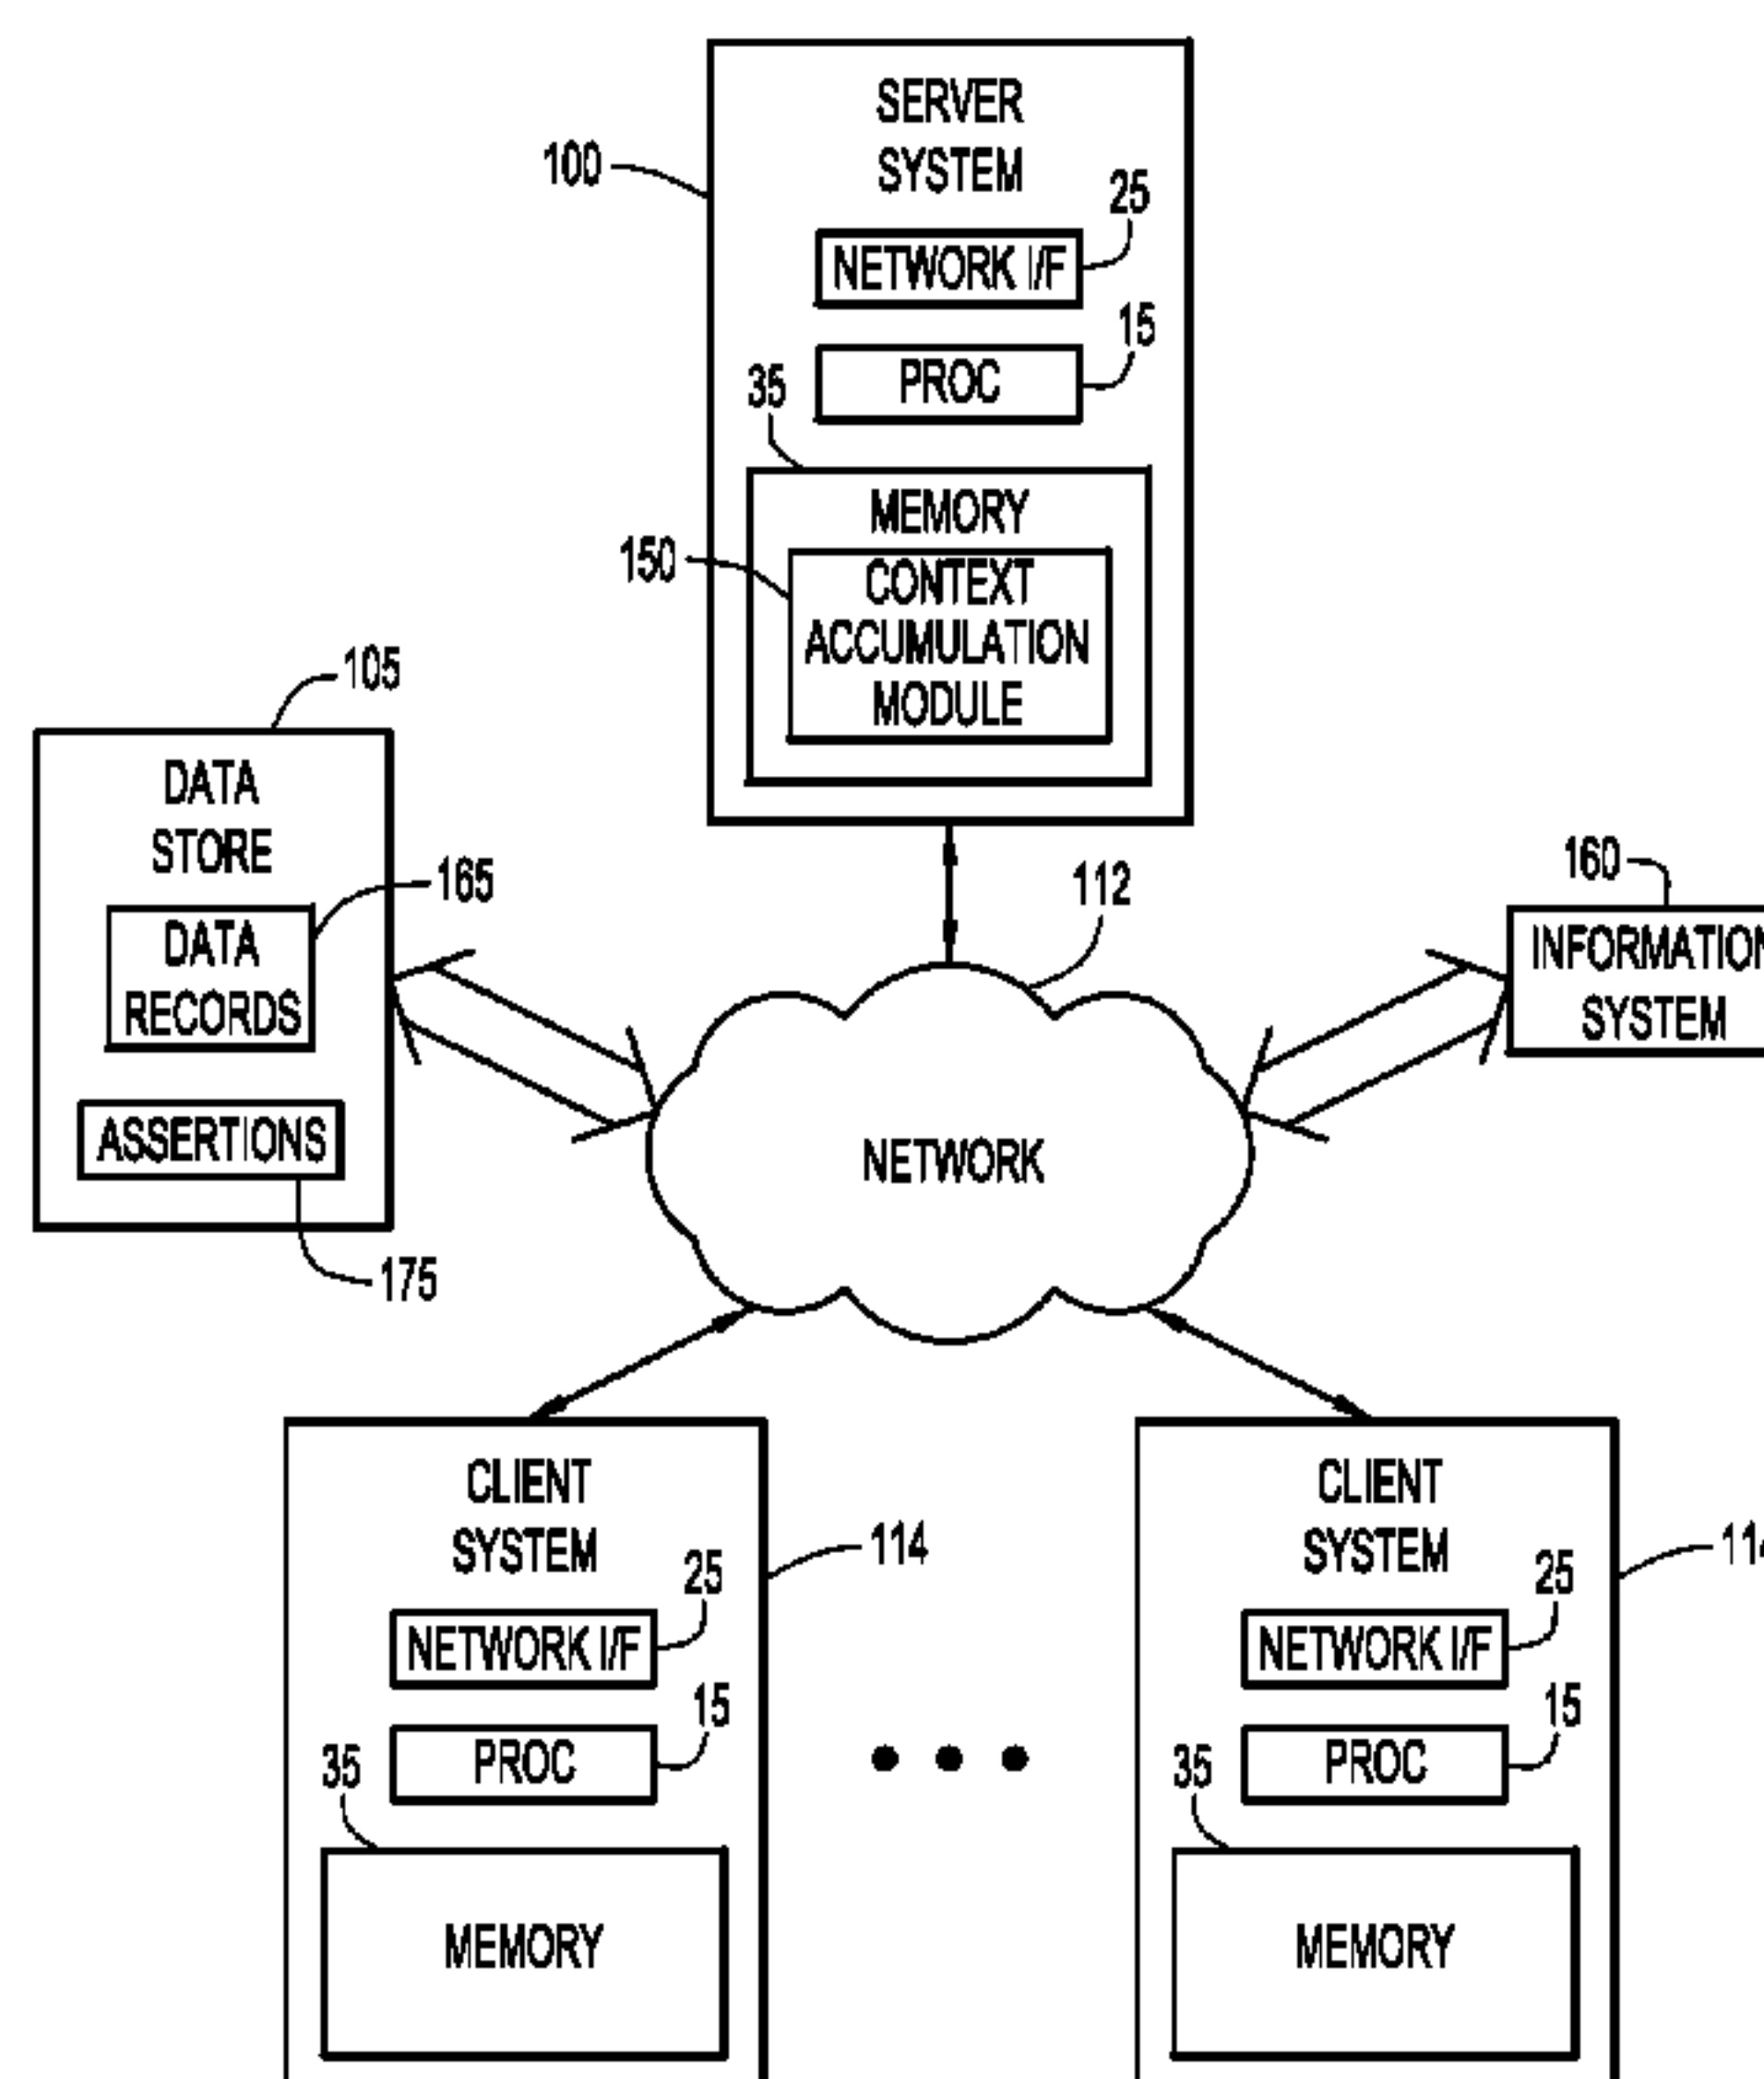 SERVER
SYSTEM
100
25
NETWORK I/F
15
PROC
35
MEMORY
150
CONTEXT
ACCUMULATION
MODULE
105
DATA
STORE
165
DATA
RECORDS
ASSERTIONS
175
112
NETWORK
160
INFORMATION
SYSTEM
CLIENT
SYSTEM
114
25
NETWORK I/F
15
PROC
35
MEMORY
CLIENT
SYSTEM
114
25
NETWORK I/F
15
PROC
35
MEMORY